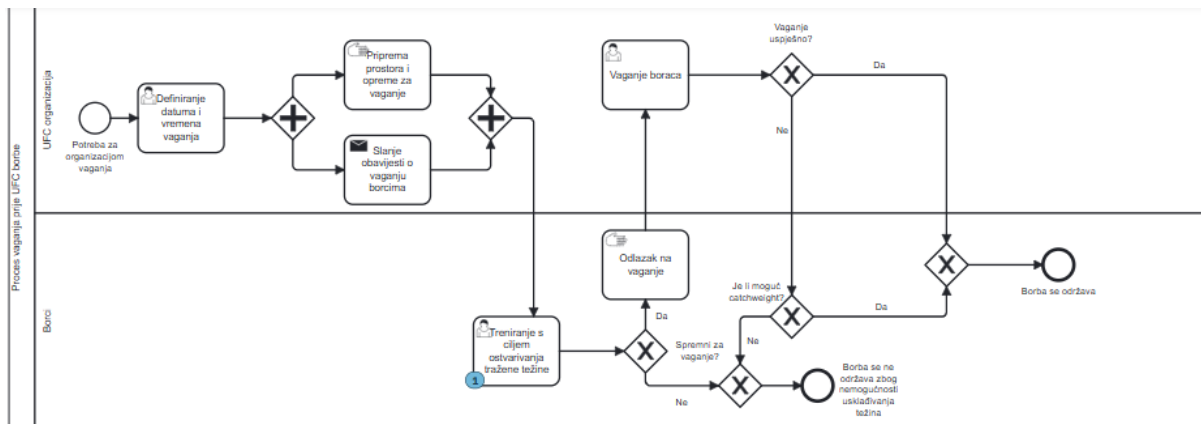 Proces vaganja prije UFC borbe
UFC organizacija
Potreba za
organizacijom
vaganja
Definiranje
datuma i
vremena
vaganja
Priprema
prostora i
opreme za
vaganje
Slanje
obavijesti o
vaganju
borcima
Vaganje boraca
Vaganje
uspješno?
Da
Ne
Borci
Treniranje s
ciljem
ostvarivanja
tražene težine
1
Odlazak na
vaganje
Da
Spremni za
vaganje?
Ne
Je li moguč
catchweight?
Da
Ne
Borba se održava
Borba se ne
održava zbog
nemogučnosti
usklađivanja
težina